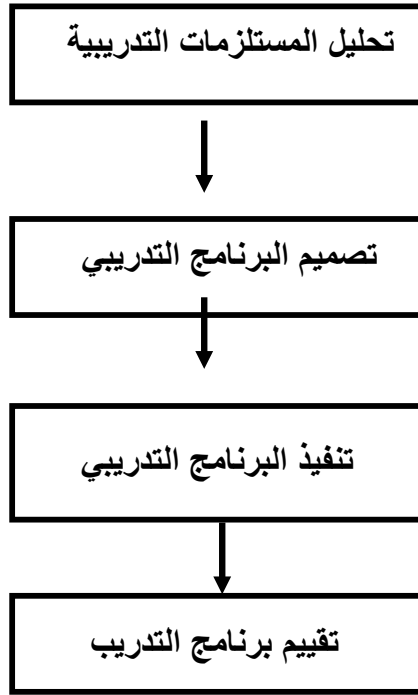 تحليل المستلزمات التدريبية
تصميم البرنامج التدريبي
تنفيذ البرنامج التدريبي
تقييم برنامج التدريب